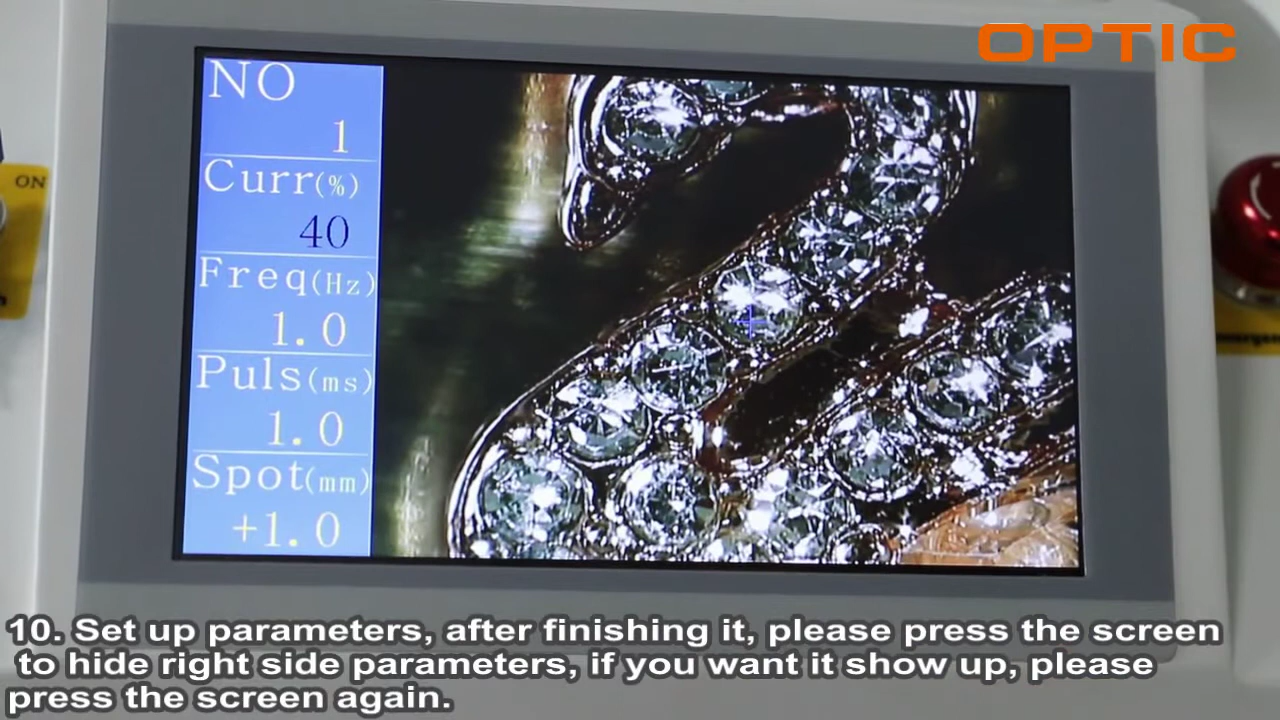 OPTIC
NO
1
Curr(%)
40
Freq(Hz)
1.0
Puls(ms)
1.0
Spot(mm)
+1.0
ON
10. Set up parameters, after finishing it, please press the screen
to hide right side parameters, if you want it show up, please
press the screen again.